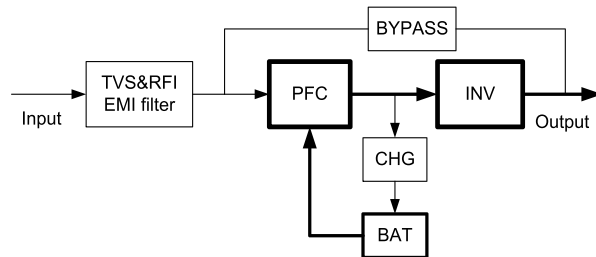 BYPASS
TVS&RFI
EMI filter
PFC
INV
Input
Output
CHG
BAT